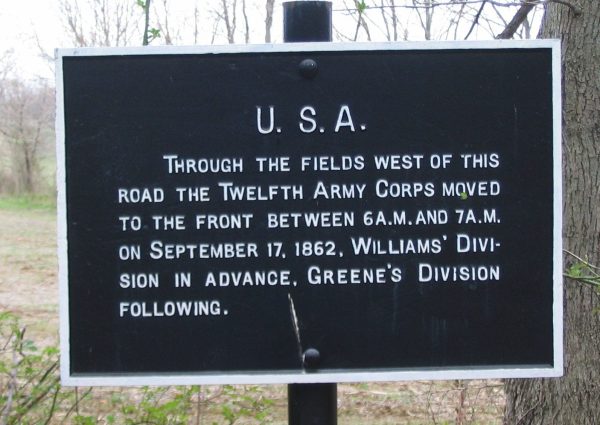 U. S. A.
THROUGH THE FIELDS WEST OF THIS
ROAD THE TWELFTH ARMY CORPS MOVED
TO THE FRONT BETWEEN 6 A.M. AND 7 A.M.
ON SEPTEMBER 17, 1862, WILLIAMS' DIVI-
SION IN ADVANCE, GREENE'S DIVISION
FOLLOWING.